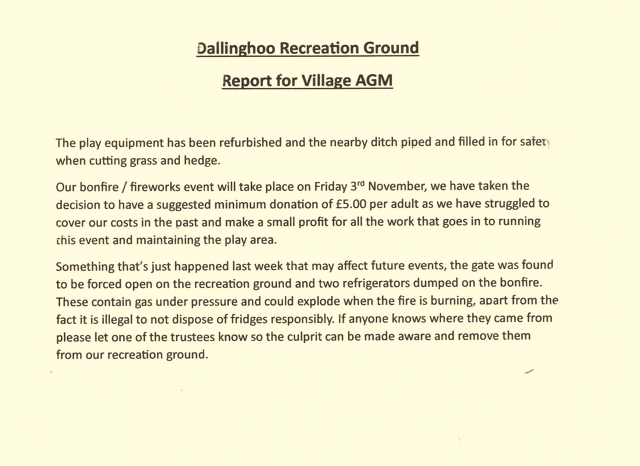 Dallinghoo Recreation Ground
Report for Village AGM
The play equipment has been refurbished and the nearby ditch piped and filled in for safety
when cutting grass and hedge.
Our bonfire / fireworks event will take place on Friday 3rd November, we have taken the
decision to have a suggested minimum donation of £5.00 per adult as we have struggled to
cover our costs in the past and make a small profit for all the work that goes in to running
this event and maintaining the play area.
Something that's just happened last week that may affect future events, the gate was found
to be forced open on the recreation ground and two refrigerators dumped on the bonfire.
These contain gas under pressure and could explode when the fire is burning, apart from the
fact it is illegal to not dispose of fridges responsibly. If anyone knows where they came from
please let one of the trustees know so the culprit can be made aware and remove them
from our recreation ground.